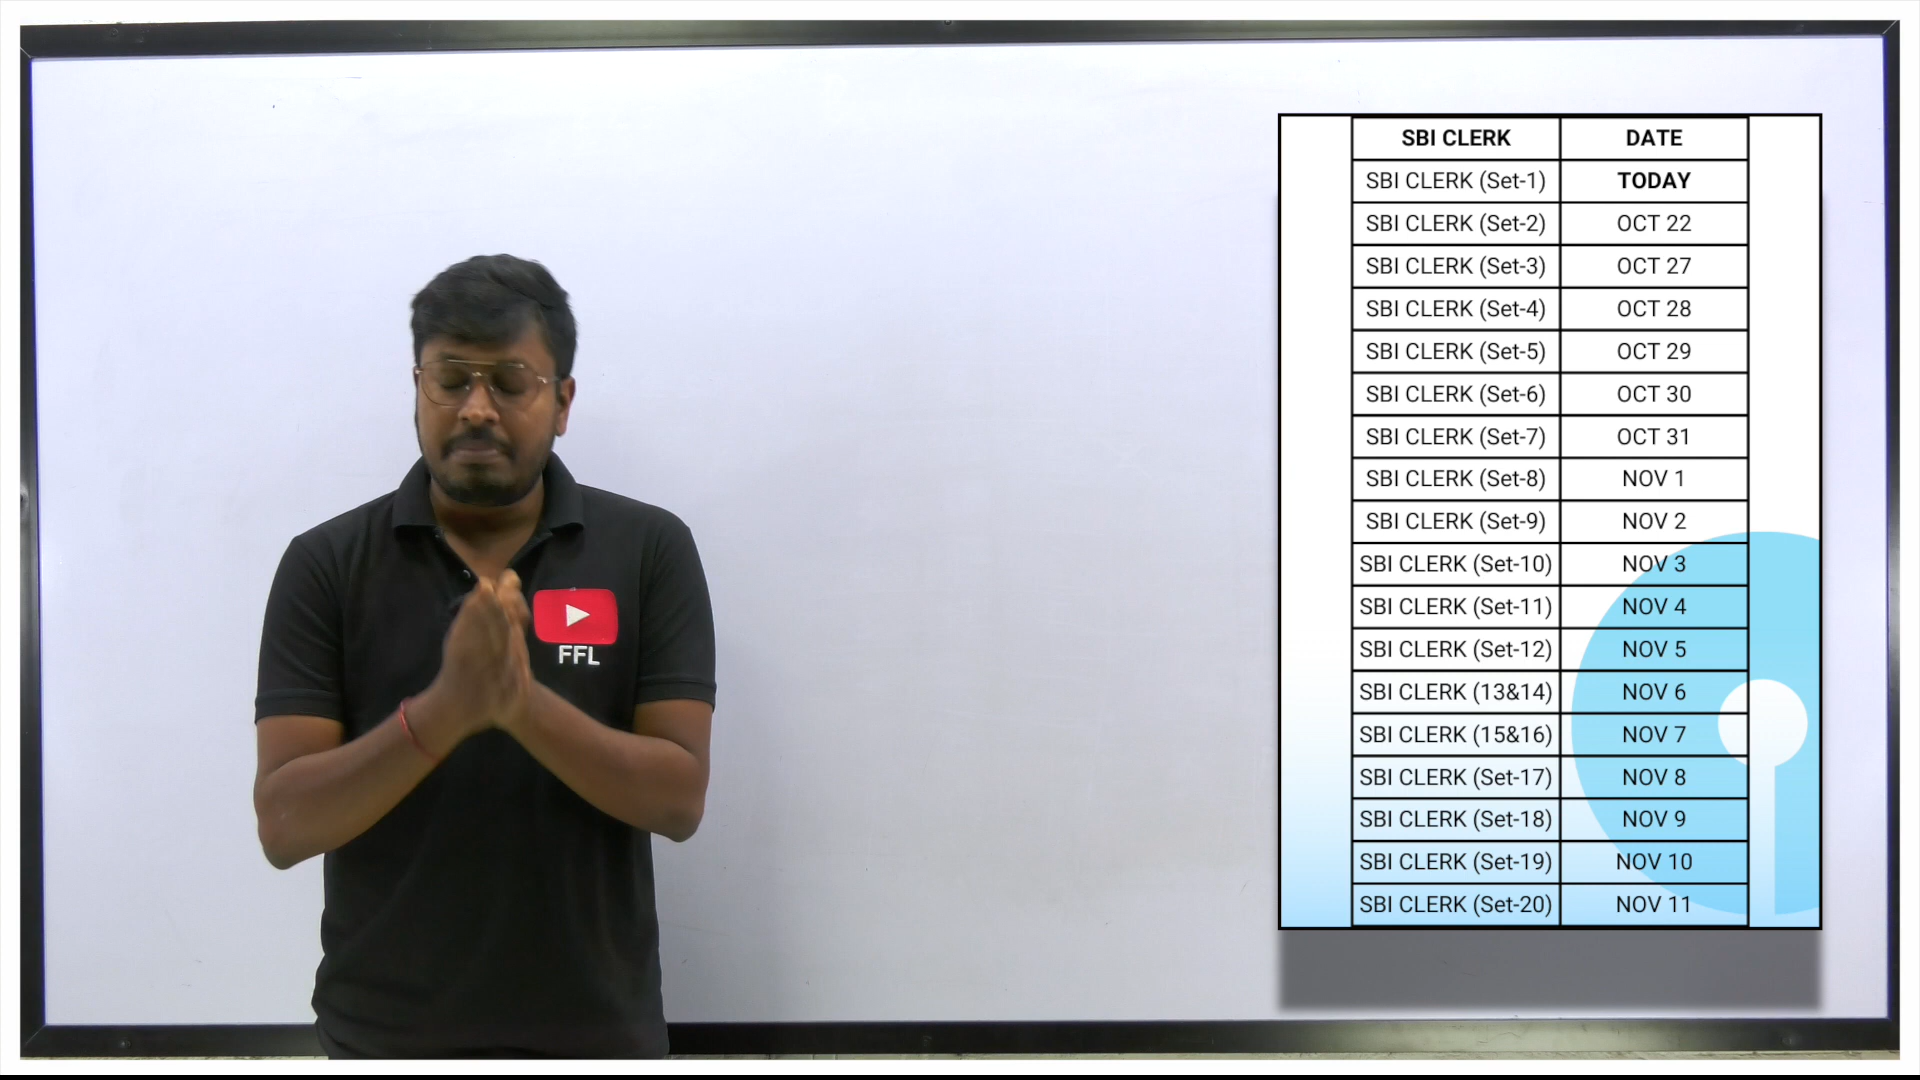 SBI CLERK DATE
SBI CLERK (Set-1) TODAY
SBI CLERK (Set-2) OCT 22
SBI CLERK (Set-3) OCT 27
SBI CLERK (Set-4) OCT 28
SBI CLERK (Set-5) OCT 29
SBI CLERK (Set-6) OCT 30
SBI CLERK (Set-7) OCT 31
SBI CLERK (Set-8) NOV 1
SBI CLERK (Set-9) NOV 2
SBI CLERK (Set-10) NOV 3
SBI CLERK (Set-11) NOV 4
SBI CLERK (Set-12) NOV 5
SBI CLERK (13&14) NOV 6
SBI CLERK (15&16) NOV 7
SBI CLERK (Set-17) NOV 8
SBI CLERK (Set-18) NOV 9
SBI CLERK (Set-19) NOV 10
SBI CLERK (Set-20) NOV 11
FFL